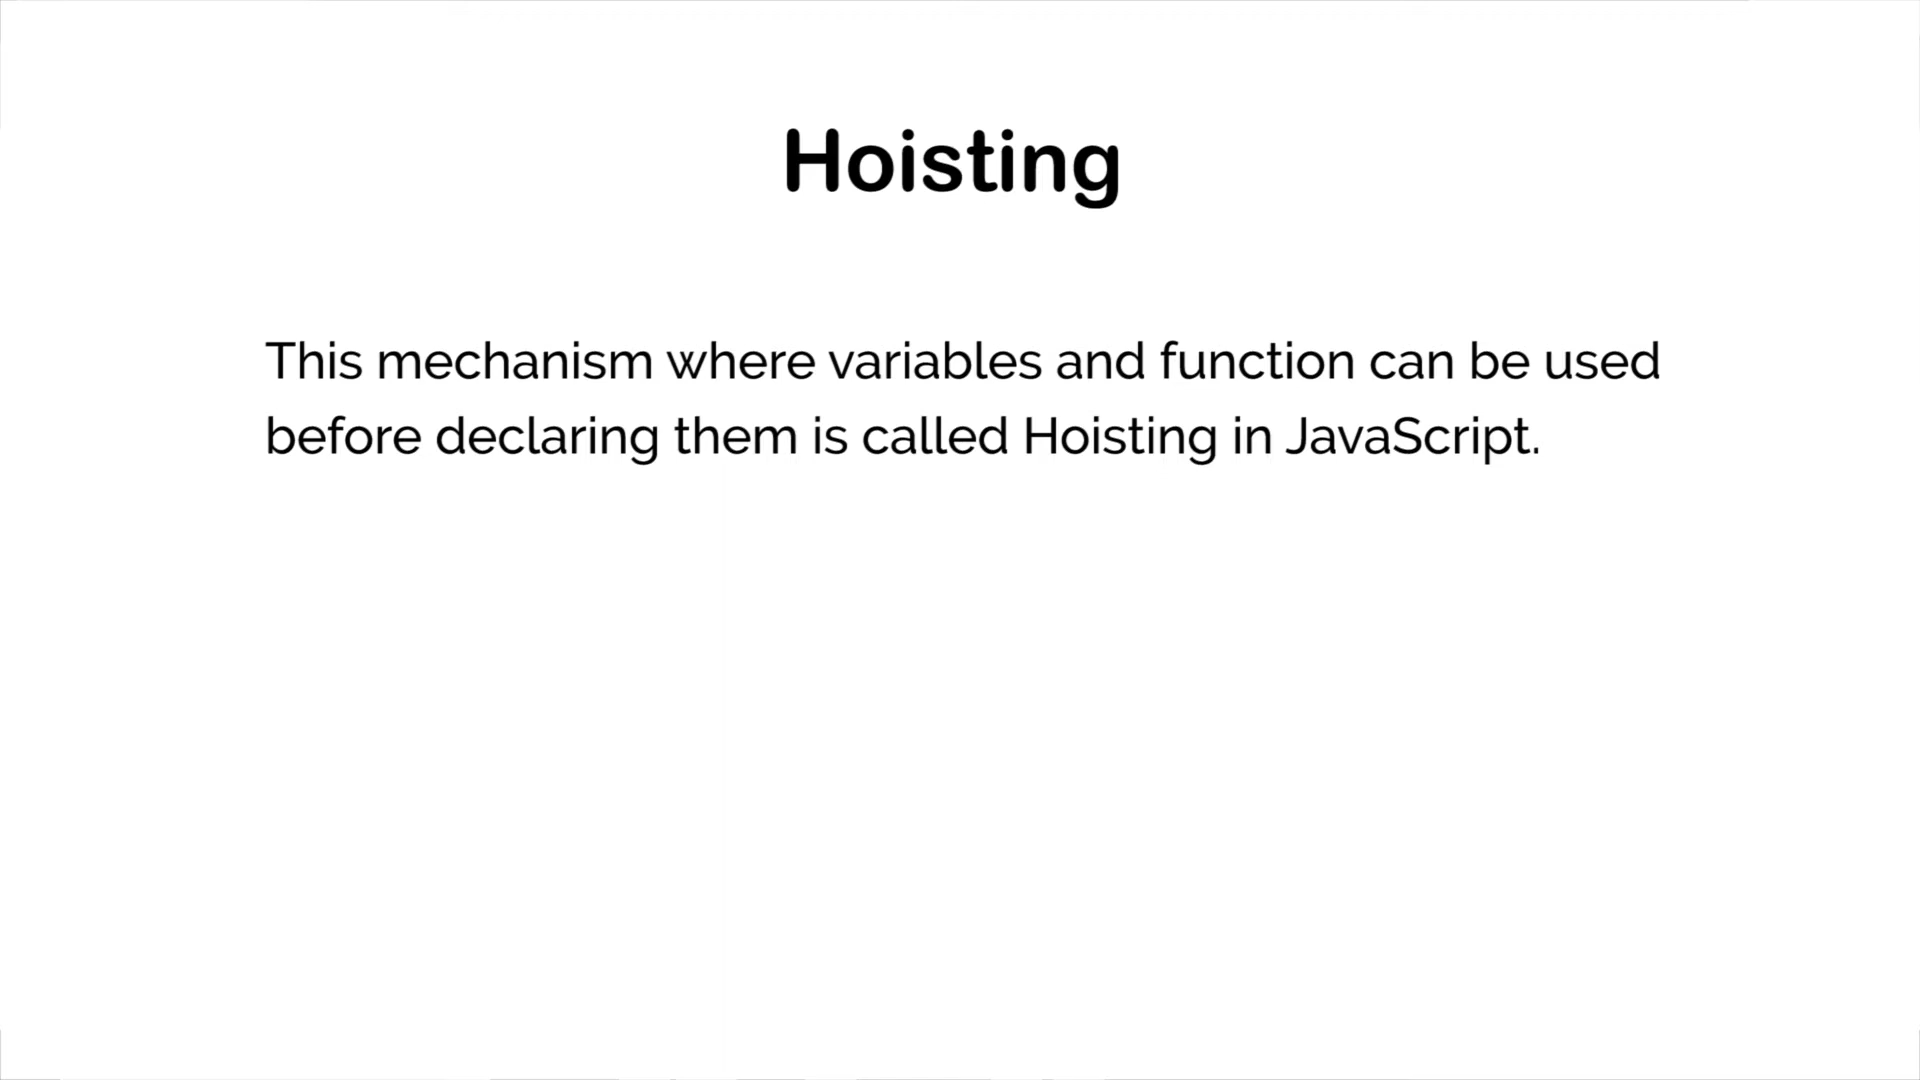 Hoisting
This mechanism where variables and function can be used
before declaring them is called Hoisting in JavaScript.